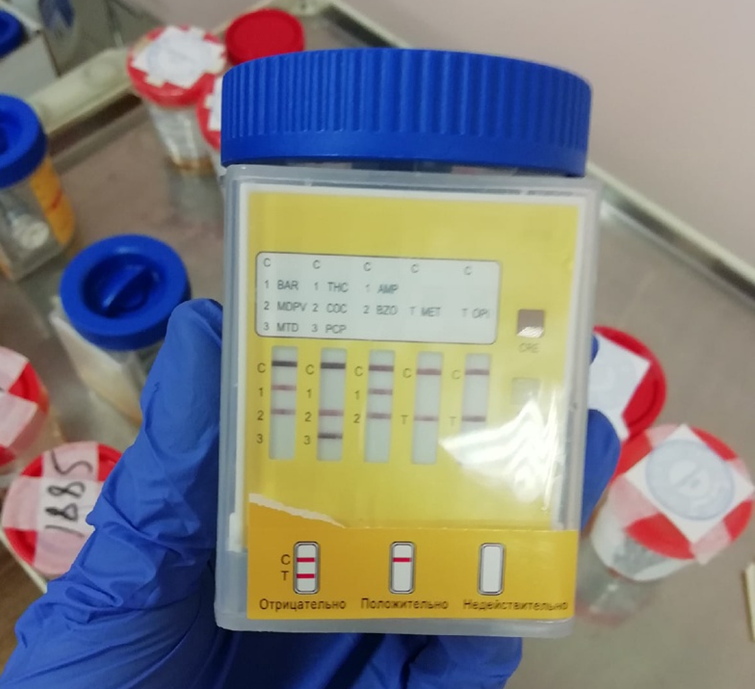 C C C C C
1 BAR 1 THC 1 AMP
2 MDPV 2 COC 2 BZO T MET T OPI
3 MTD 3 PCP
CRE
C C C C C
1 1 1
2 2 2 T T
3 3
C
T
Отрицательно Положительно Недействительно
1885